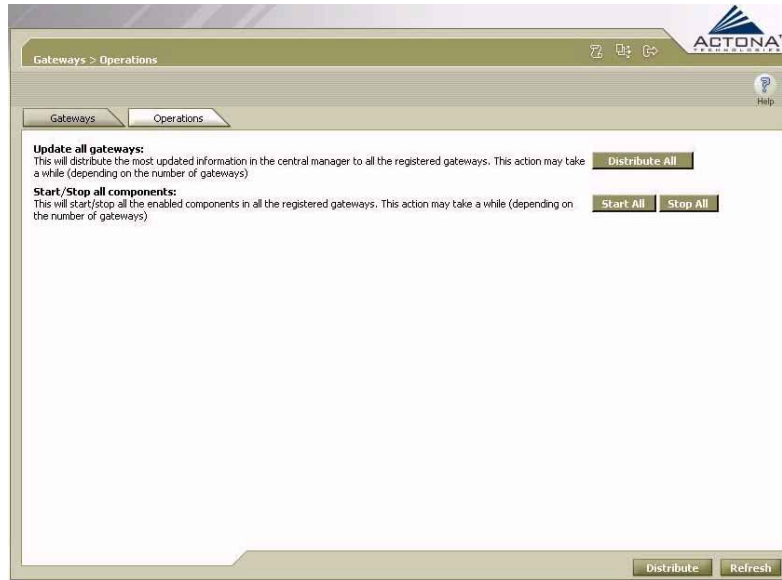 ACTONA
TECHNOLOGIES
Gateways > Operations
Help
Gateways
Operations
Update all gateways:
This will distribute the most updated information in the central manager to all the registered gateways. This action may take
a while (depending on the number of gateways)
Distribute All
Start/Stop all components:
This will start/stop all the enabled components in all the registered gateways. This action may take a while (depending on
the number of gateways)
Start All
Stop All
Distribute
Refresh